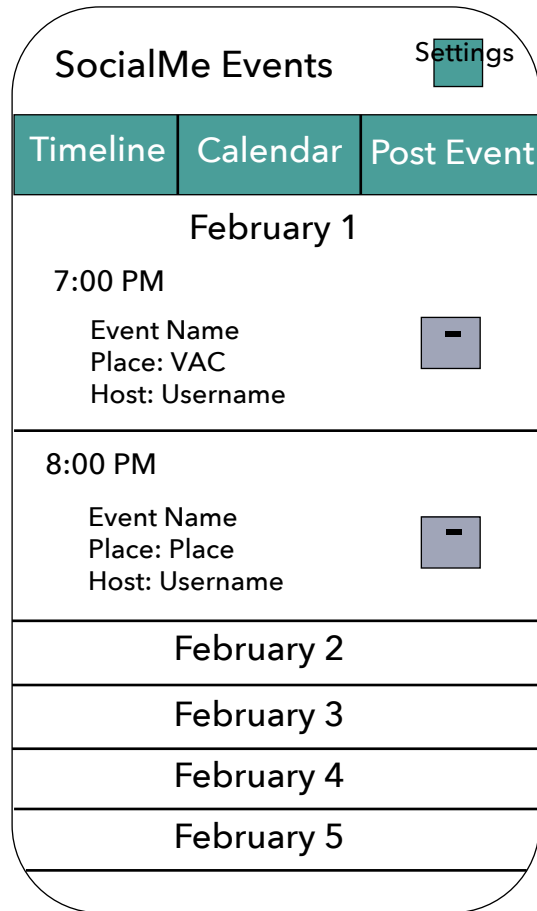 SocialMe Events
Settings
Timeline
Calendar
Post Event
February 1
7:00 PM
Event Name
Place: VAC
Host: Username
-
8:00 PM
Event Name
Place: Place
Host: Username
-
February 2
February 3
February 4
February 5